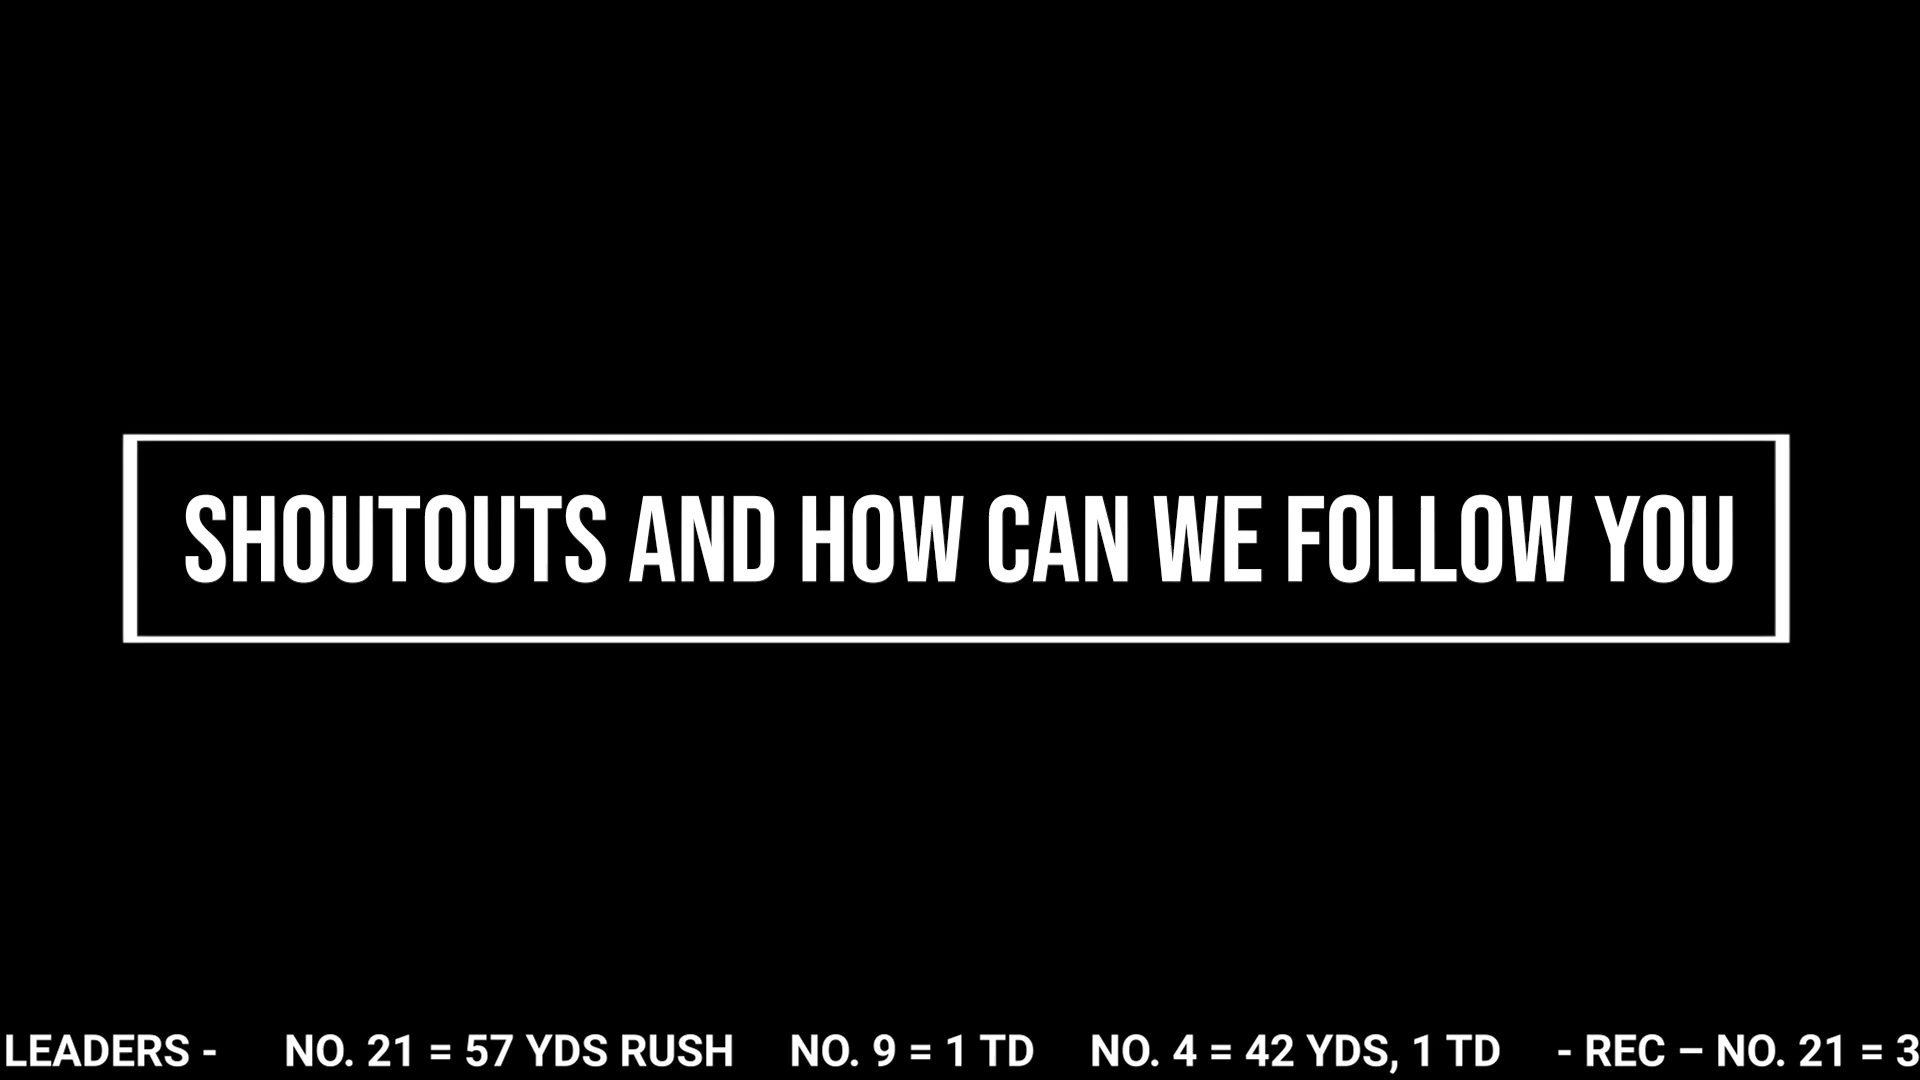 SHOUTOUTS AND HOW CAN WE FOLLOW YOU
LEADERS - NO. 21 = 57 YDS RUSH NO. 9 = 1 TD NO. 4 = 42 YDS, 1 TD - REC – NO. 21 = 3